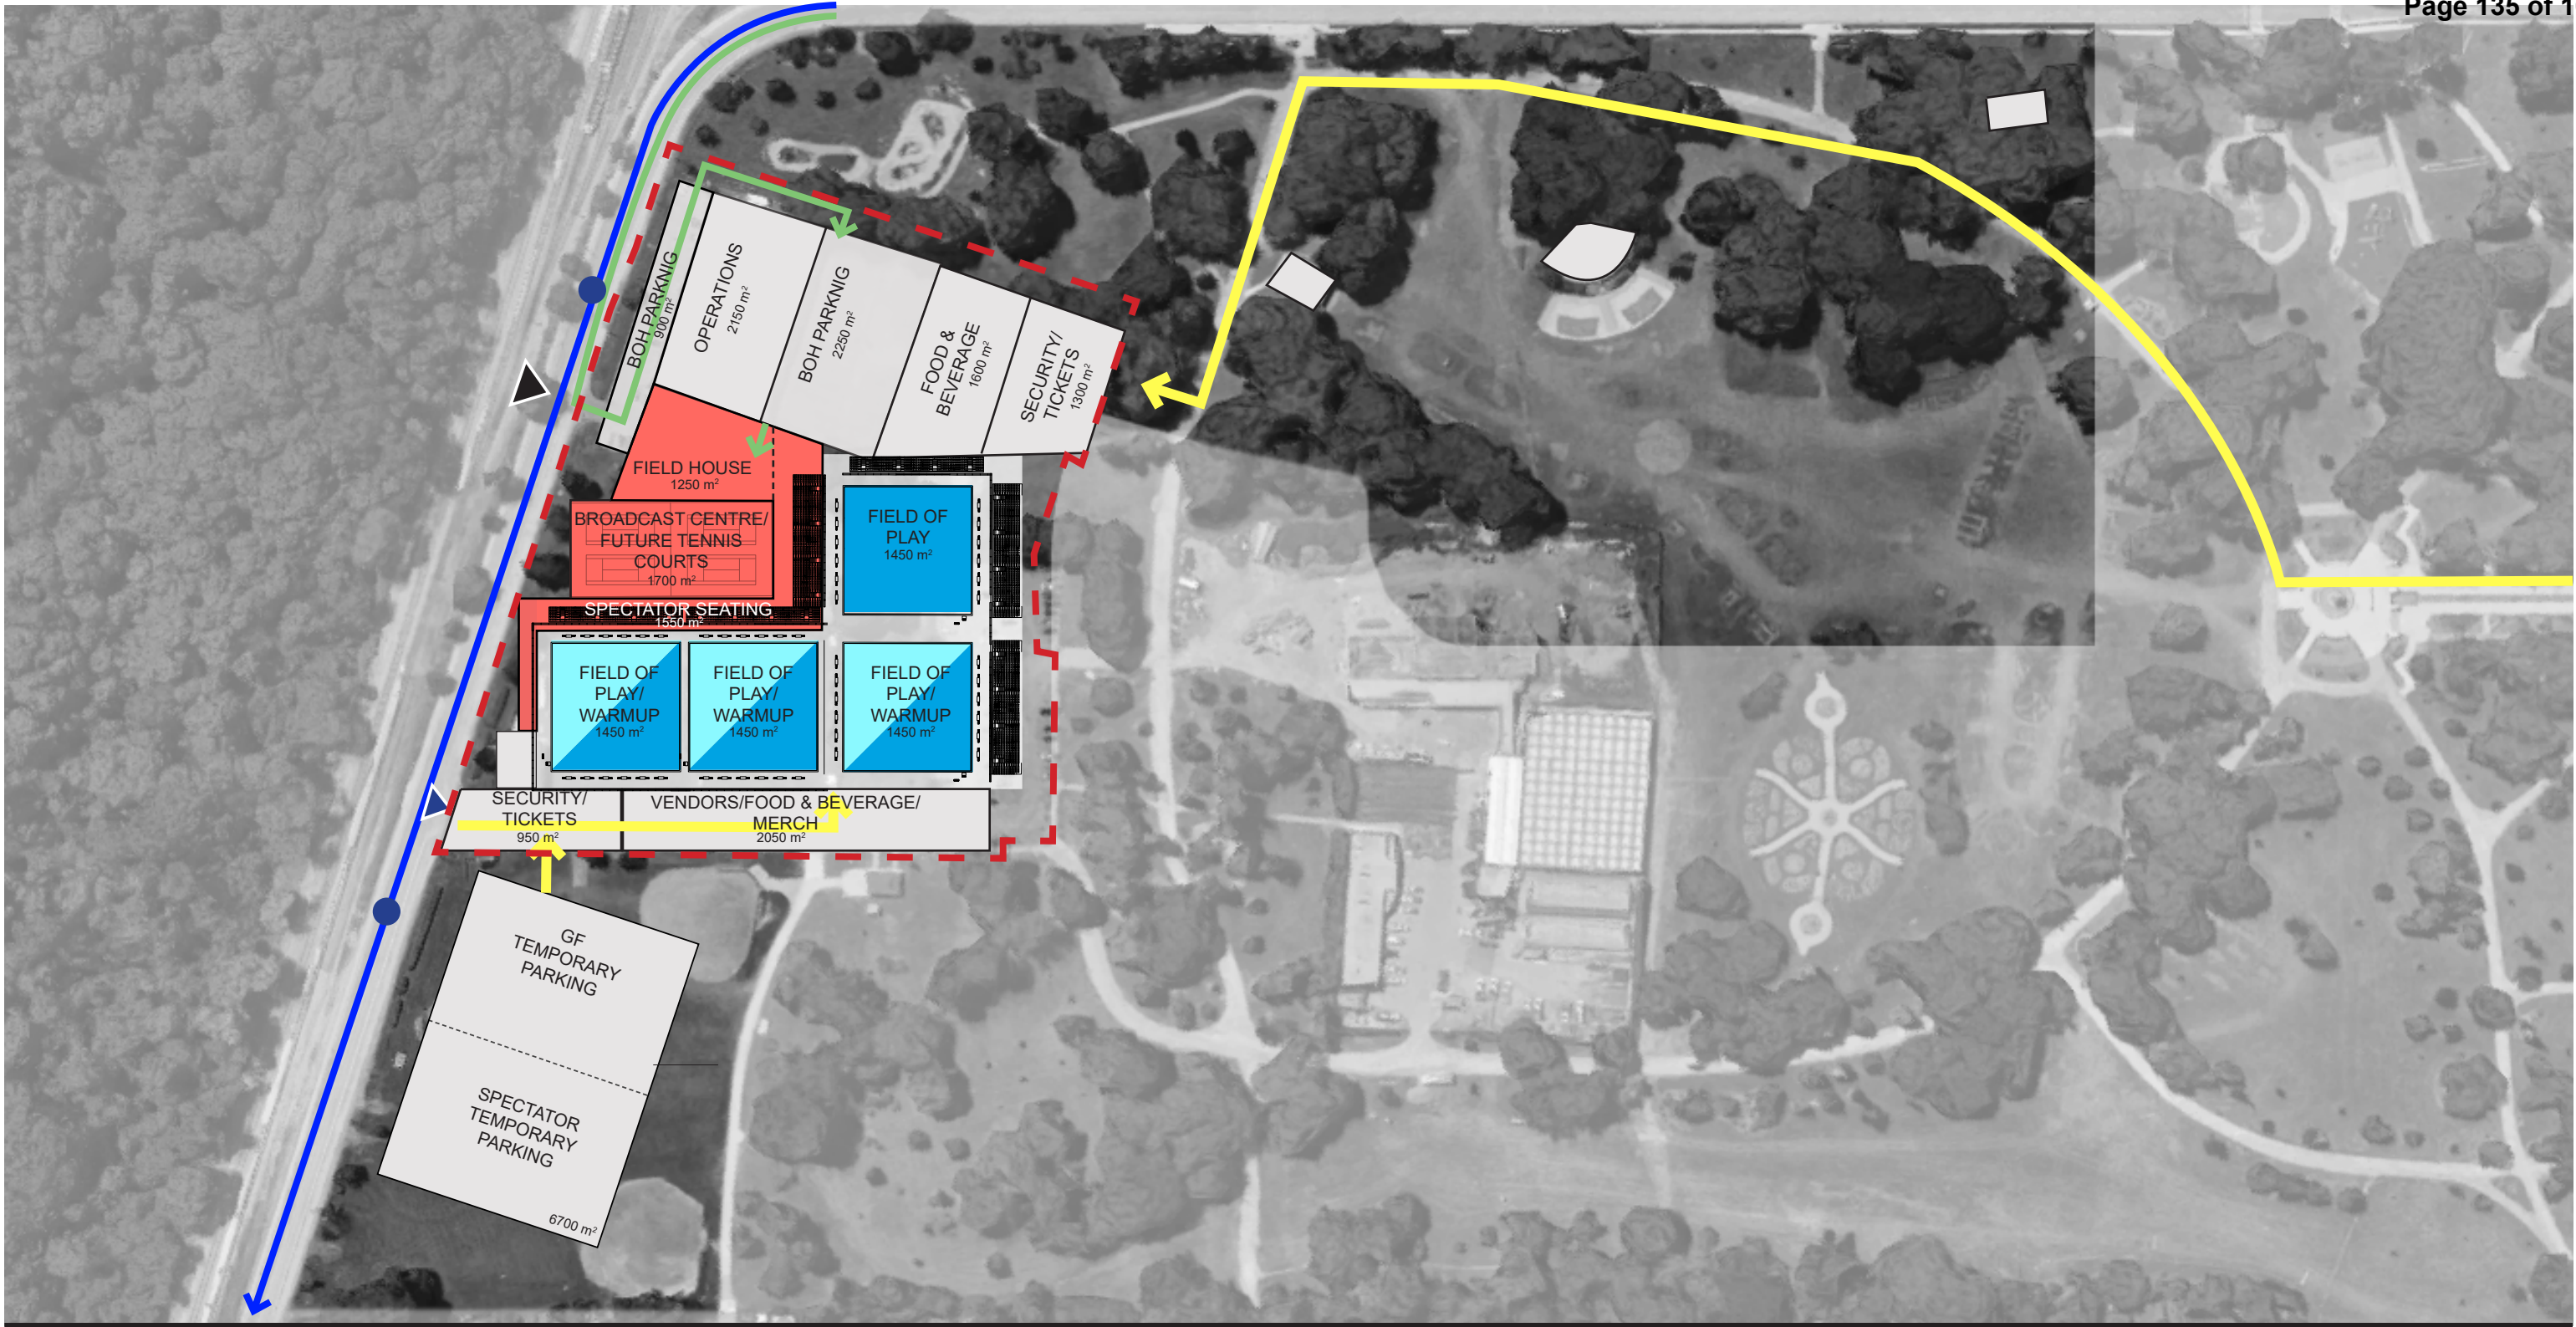 Page 135 of 1
BOH PARKNIG
900 m²
OPERATIONS
2150 m²
BOH PARKNIG
2250 m²
FOOD &
BEVERAGE
1600 m²
SECURITY/
TICKETS
1300 m²
FIELD HOUSE
1250 m²
BROADCAST CENTRE/
FUTURE TENNIS
COURTS
1700 m²
SPECTATOR SEATING
1550 m²
FIELD OF
PLAY
1450 m²
FIELD OF
PLAY/
WARMUP
1450 m²
FIELD OF
PLAY/
WARMUP
1450 m²
FIELD OF
PLAY/
WARMUP
1450 m²
SECURITY/
TICKETS
950 m²
VENDORS/FOOD & BEVERAGE/
MERCH
2050 m²
GF
TEMPORARY
PARKING
SPECTATOR
TEMPORARY
PARKING
6700 m²